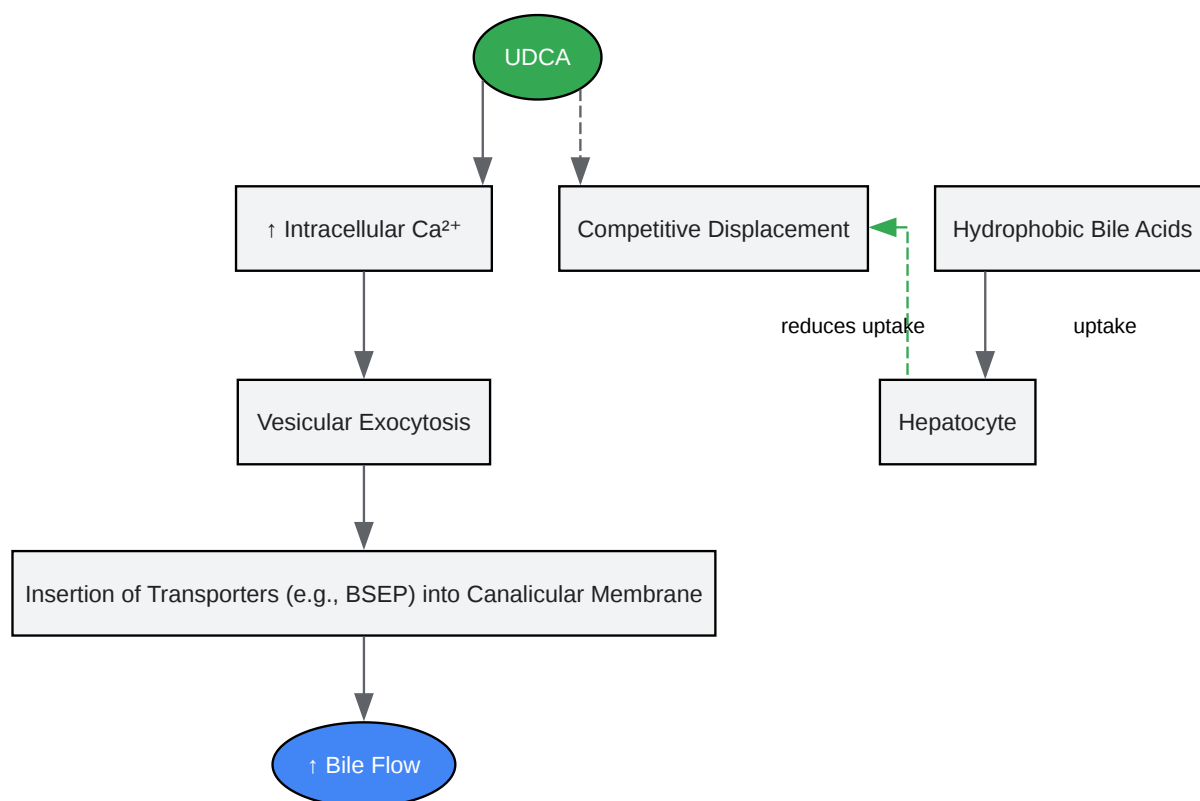 UDCA
↑ Intracellular Ca²⁺
Competitive Displacement
Hydrophobic Bile Acids
reduces uptake
uptake
Vesicular Exocytosis
Hepatocyte
Insertion of Transporters (e.g., BSEP) into Canalicular Membrane
↑ Bile Flow